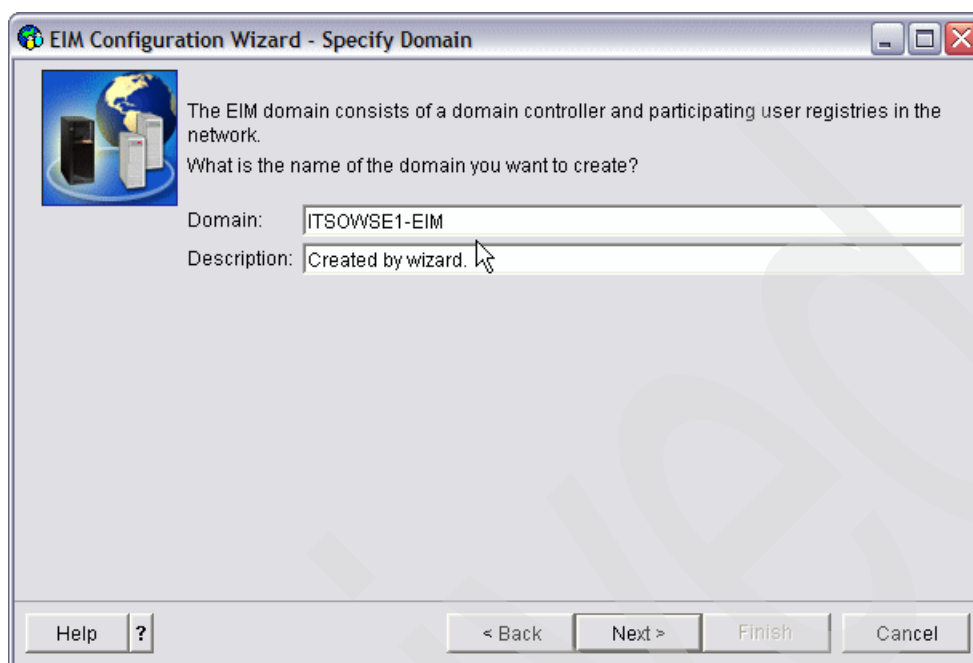 EIM Configuration Wizard - Specify Domain
The EIM domain consists of a domain controller and participating user registries in the
network.
What is the name of the domain you want to create?
Domain: ITSOWSE1-EIM
Description: Created by wizard.
Help ? < Back Next > Finish Cancel